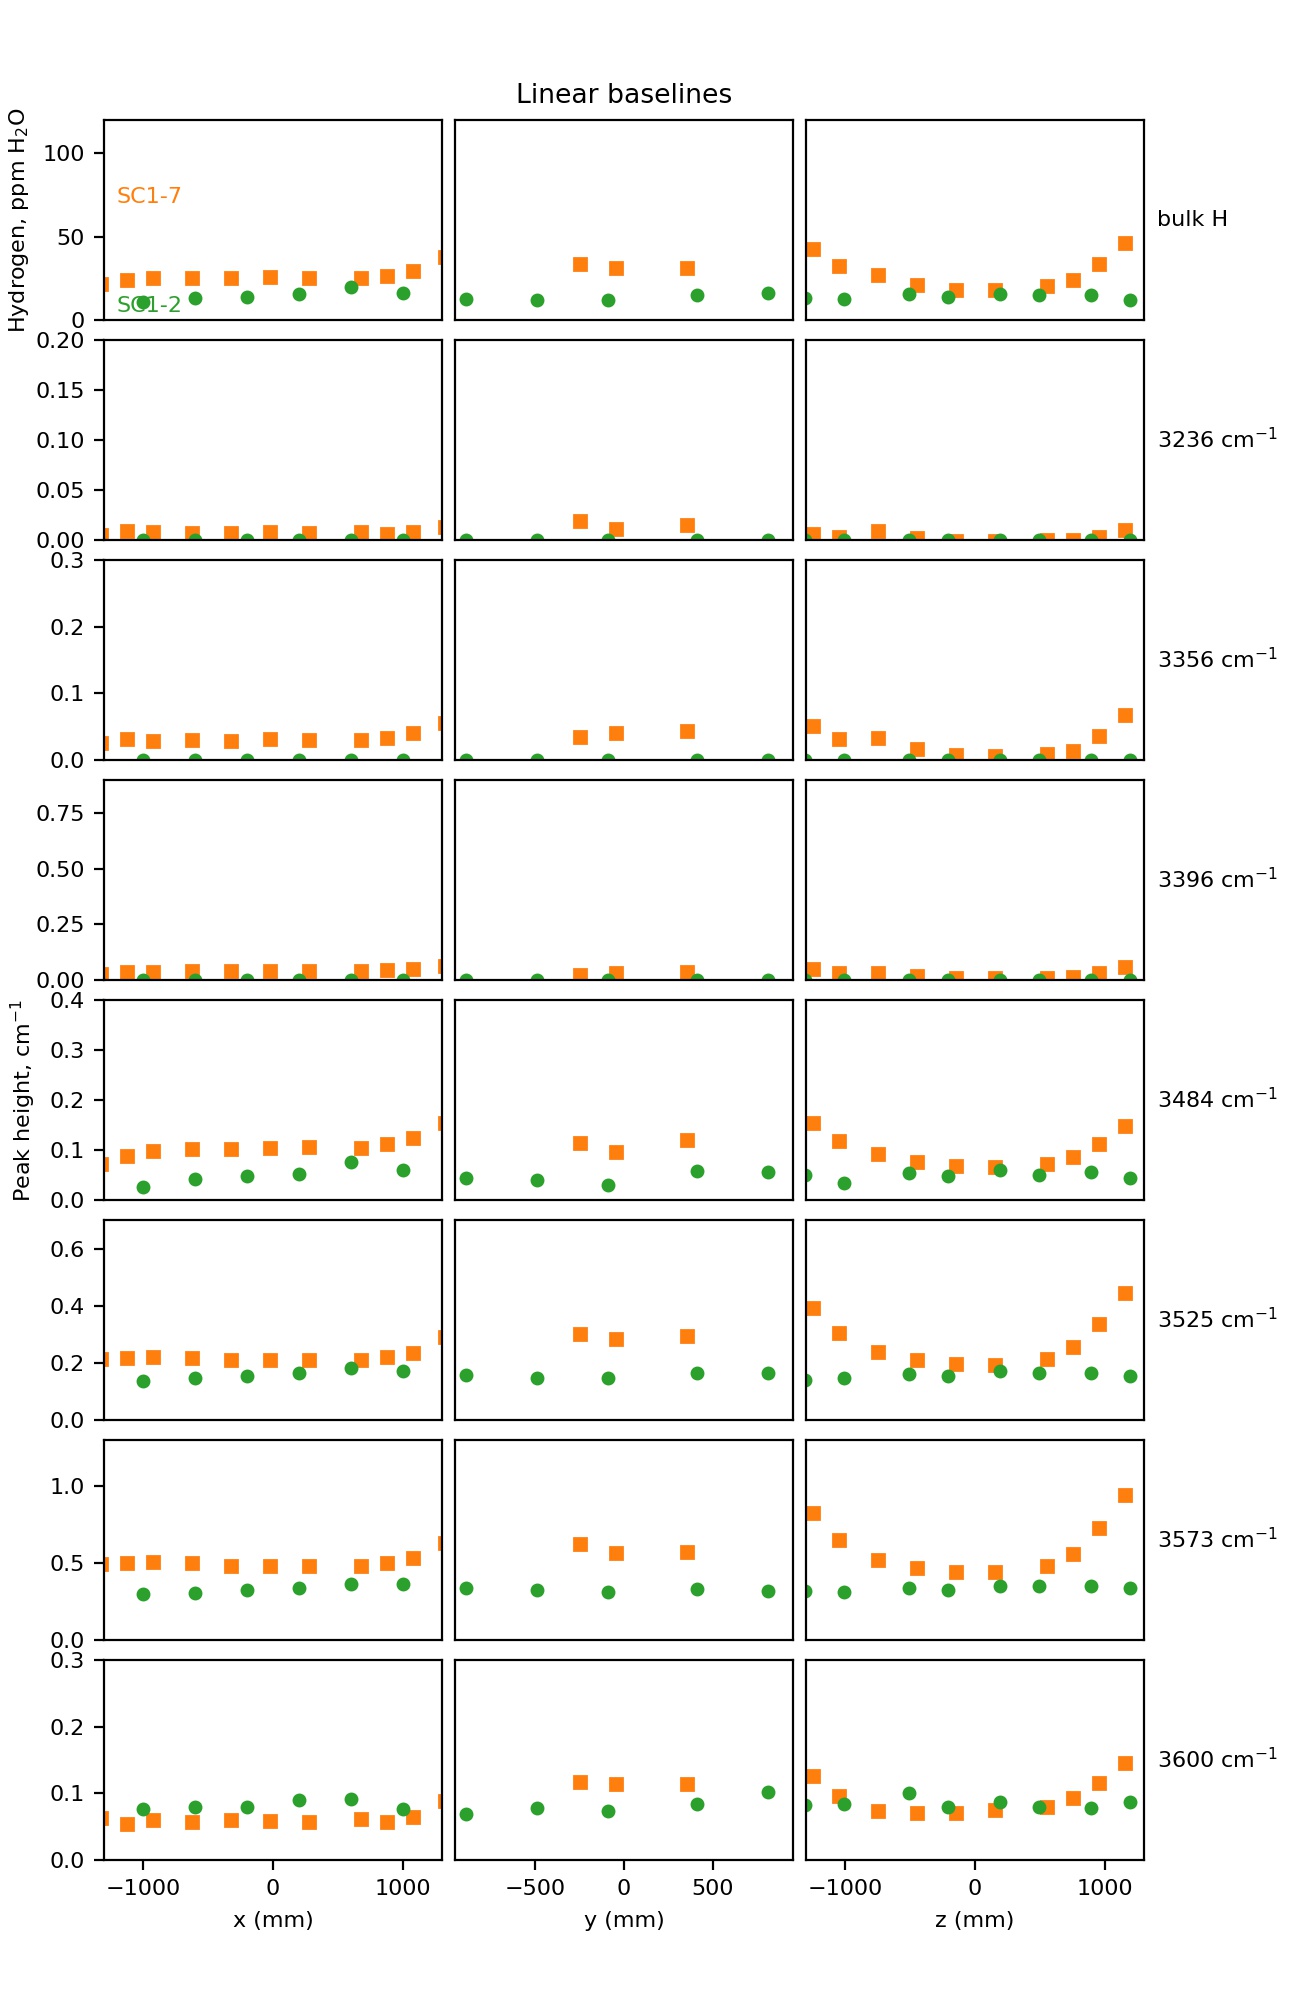 Linear baselines
Hydrogen, ppm H₂O
100
50
0
SC1-7
SC1-2
bulk H
0.20
0.15
0.10
0.05
0.00
3236 cm⁻¹
0.3
0.2
0.1
0.0
3356 cm⁻¹
0.75
0.50
0.25
0.00
3396 cm⁻¹
Peak height, cm⁻¹
0.4
0.3
0.2
0.1
0.0
3484 cm⁻¹
0.6
0.4
0.2
0.0
3525 cm⁻¹
1.0
0.5
0.0
3573 cm⁻¹
0.3
0.2
0.1
0.0
3600 cm⁻¹
−1000 0 1000 −500 0 500 −1000 0 1000
x (mm) y (mm) z (mm)